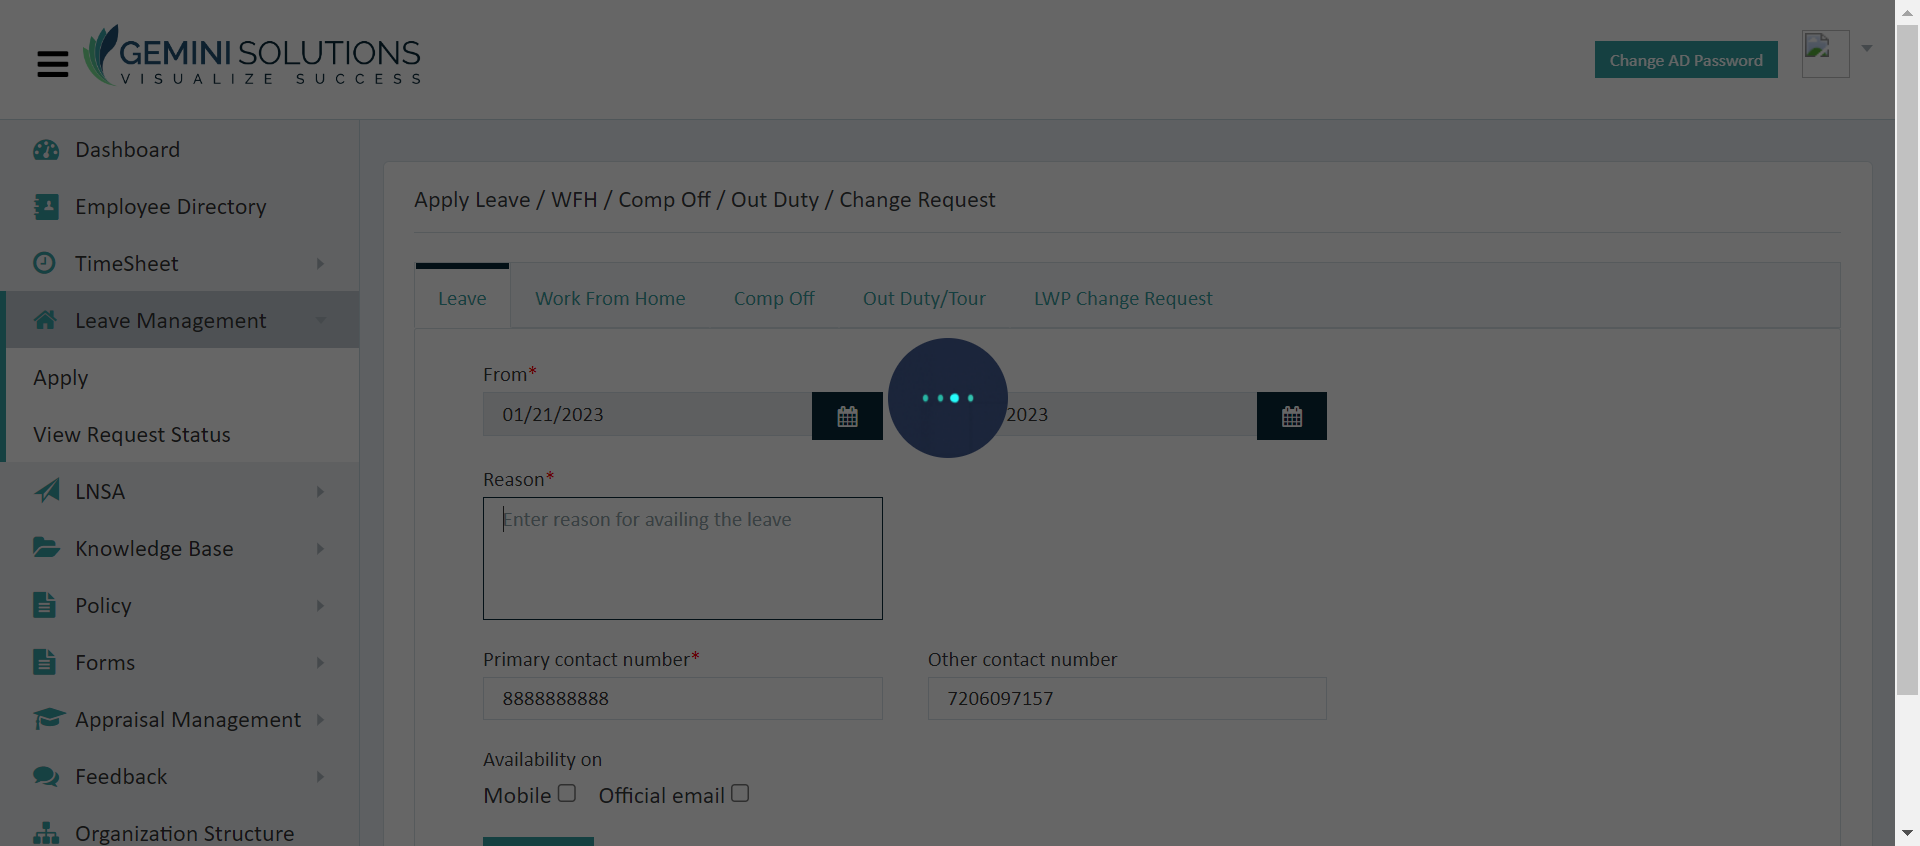 GEMINI SOLUTIONS
VISUALIZE SUCCESS
Change AD Password
Dashboard
Employee Directory
TimeSheet
Leave Management
Apply
View Request Status
LNSA
Knowledge Base
Policy
Forms
Appraisal Management
Feedback
Organization Structure
Apply Leave / WFH / Comp Off / Out Duty / Change Request
Leave Work From Home Comp Off Out Duty/Tour LWP Change Request
From*
01/21/2023 2023
Reason*
Enter reason for availing the leave
Primary contact number* Other contact number
8888888888 7206097157
Availability on
Mobile Official email